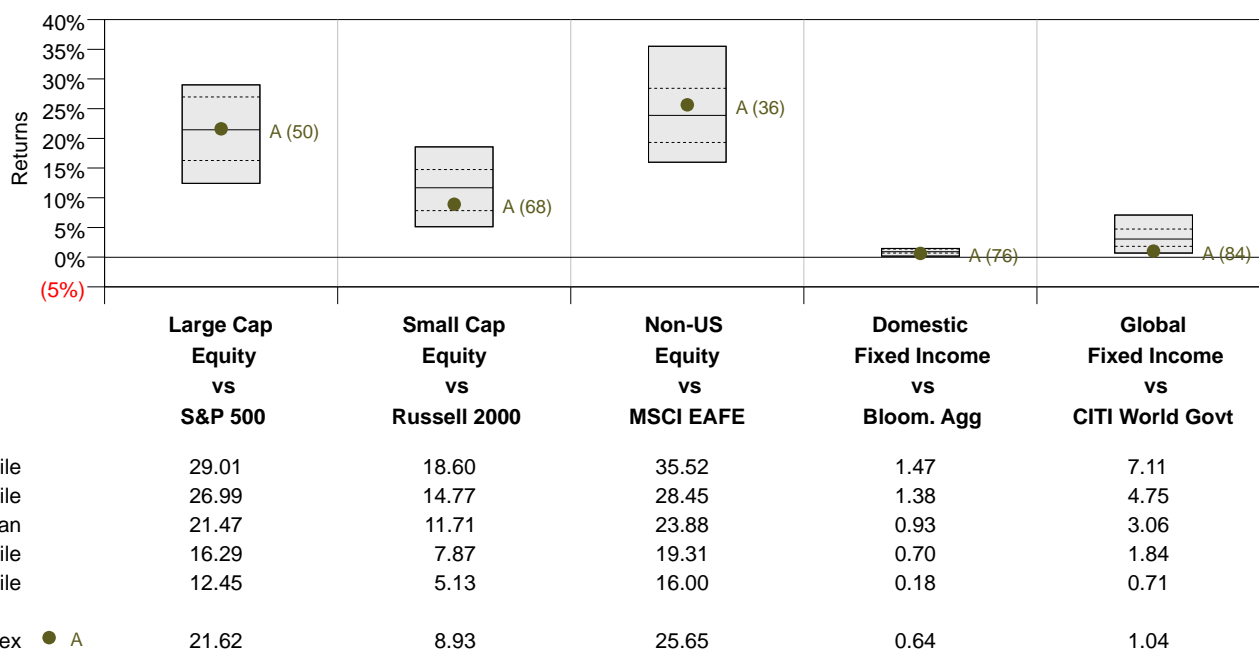 40%
35%
30%
25%
20%
15%
10%
5%
0%
(5%)
Returns
A (50)
A (68)
A (36)
A (76)
A (84)
Large Cap Equity vs S&P 500
Small Cap Equity vs Russell 2000
Non-US Equity vs MSCI EAFE
Domestic Fixed Income vs Bloom. Agg
Global Fixed Income vs CITI World Govt
ile 29.01 18.60 35.52 1.47 7.11
ile 26.99 14.77 28.45 1.38 4.75
an 21.47 11.71 23.88 0.93 3.06
ile 16.29 7.87 19.31 0.70 1.84
ile 12.45 5.13 16.00 0.18 0.71
ex A 21.62 8.93 25.65 0.64 1.04